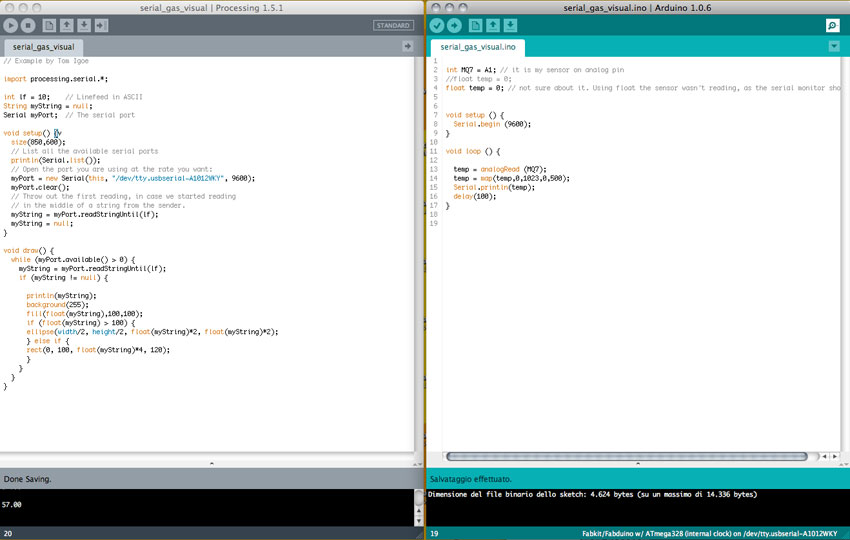 serial_gas_visual | Processing 1.5.1
STANDARD
serial_gas_visual
// Example by Tom Igoe
import processing.serial.*;
int lf = 10;    // Linefeed in ASCII
String myString = null;
Serial myPort;  // The serial port
void setup() {v
  size(850,600);
  // List all the available serial ports
  println(Serial.list());
  // Open the port you are using at the rate you want:
  myPort = new Serial(this, "/dev/tty.usbserial-A1012WKY", 9600);
  myPort.clear();
  // Throw out the first reading, in case we started reading
  // in the middle of a string from the sender.
  myString = myPort.readStringUntil(lf);
  myString = null;
}
void draw() {
  while (myPort.available() > 0) {
    myString = myPort.readStringUntil(lf);
    if (myString != null) {
      println(myString);
      background(255);
      fill(float(myString),100,100);
      if (float(myString) > 100) {
      ellipse(width/2, height/2, float(myString)*2, float(myString)*2);
      } else if {
      rect(0, 100, float(myString)*4, 120);
      }
    }
  }
}
Done Saving.
57.00
20
serial_gas_visual.ino | Arduino 1.0.6
serial_gas_visual.ino
1
2 int MQ7 = A1; // it is my sensor on analog pin
3 //float temp = 0;
4 float temp = 0; // not sure about it. Using float the sensor wasn't reading, as the serial monitor sho
5
6
7 void setup () {
8   Serial.begin (9600);
9 }
10
11 void loop () {
12
13   temp = analogRead (MQ7);
14   temp = map(temp,0,1023,0,500);
15   Serial.println(temp);
16   delay(100);
17 }
18
19
Salvataggio effettuato.
Dimensione del file binario dello sketch: 4.624 bytes (su un massimo di 14.336 bytes)
19
Fabkit/Fabduino w/ ATmega328 (internal clock) on /dev/tty.usbserial-A1012WKY